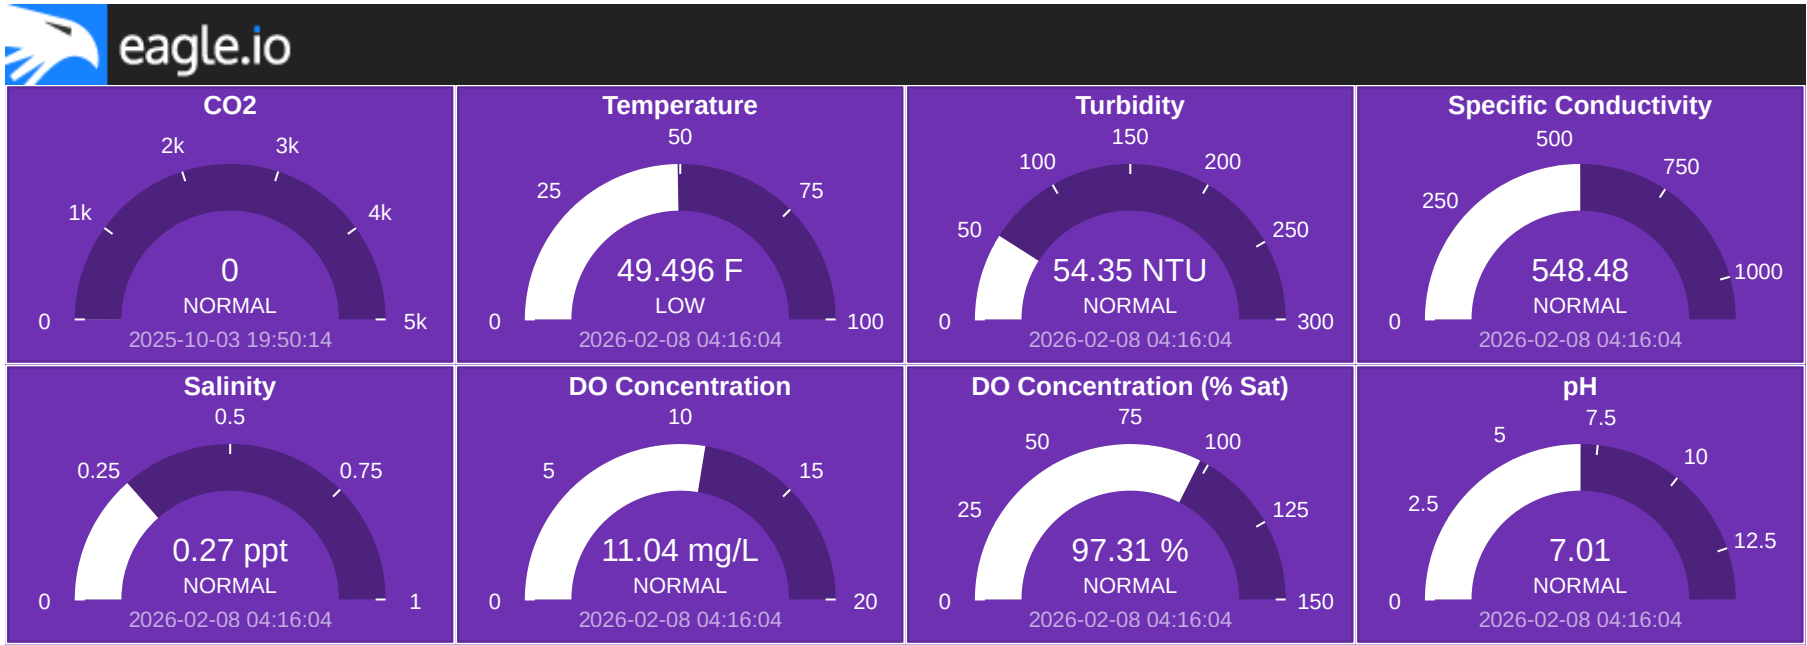 eagle.io
CO2
2k
3k
1k
4k
0
5k
0
NORMAL
2025-10-03 19:50:14
Temperature
50
25
75
0
100
49.496 F
LOW
2026-02-08 04:16:04
Turbidity
150
100
200
50
250
0
300
54.35 NTU
NORMAL
2026-02-08 04:16:04
Specific Conductivity
500
750
250
1000
0
548.48
NORMAL
2026-02-08 04:16:04
Salinity
0.5
0.25
0.75
0
1
0.27 ppt
NORMAL
2026-02-08 04:16:04
DO Concentration
10
5
15
0
20
11.04 mg/L
NORMAL
2026-02-08 04:16:04
DO Concentration (% Sat)
75
50
100
25
125
0
150
97.31 %
NORMAL
2026-02-08 04:16:04
pH
7.5
5
10
2.5
12.5
0
7.01
NORMAL
2026-02-08 04:16:04